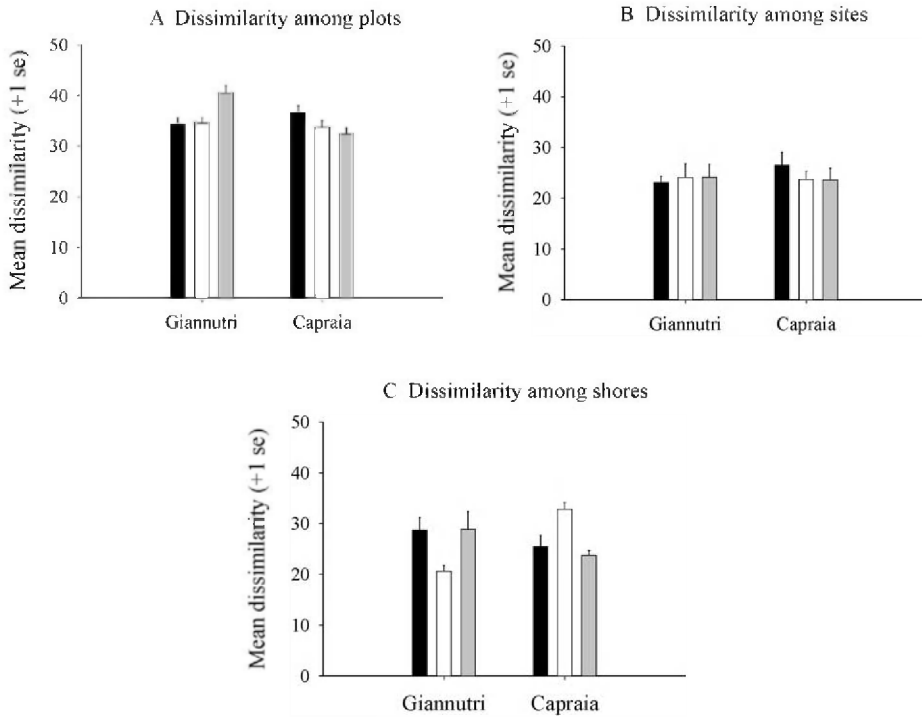 A Dissimilarity among plots
Mean dissimilarity (+1 se)
50
40
30
20
10
0
Giannutri Capraia
B Dissimilarity among sites
Mean dissimilarity (+1 se)
50
40
30
20
10
0
Giannutri Capraia
C Dissimilarity among shores
Mean dissimilarity (+1 se)
50
40
30
20
10
0
Giannutri Capraia